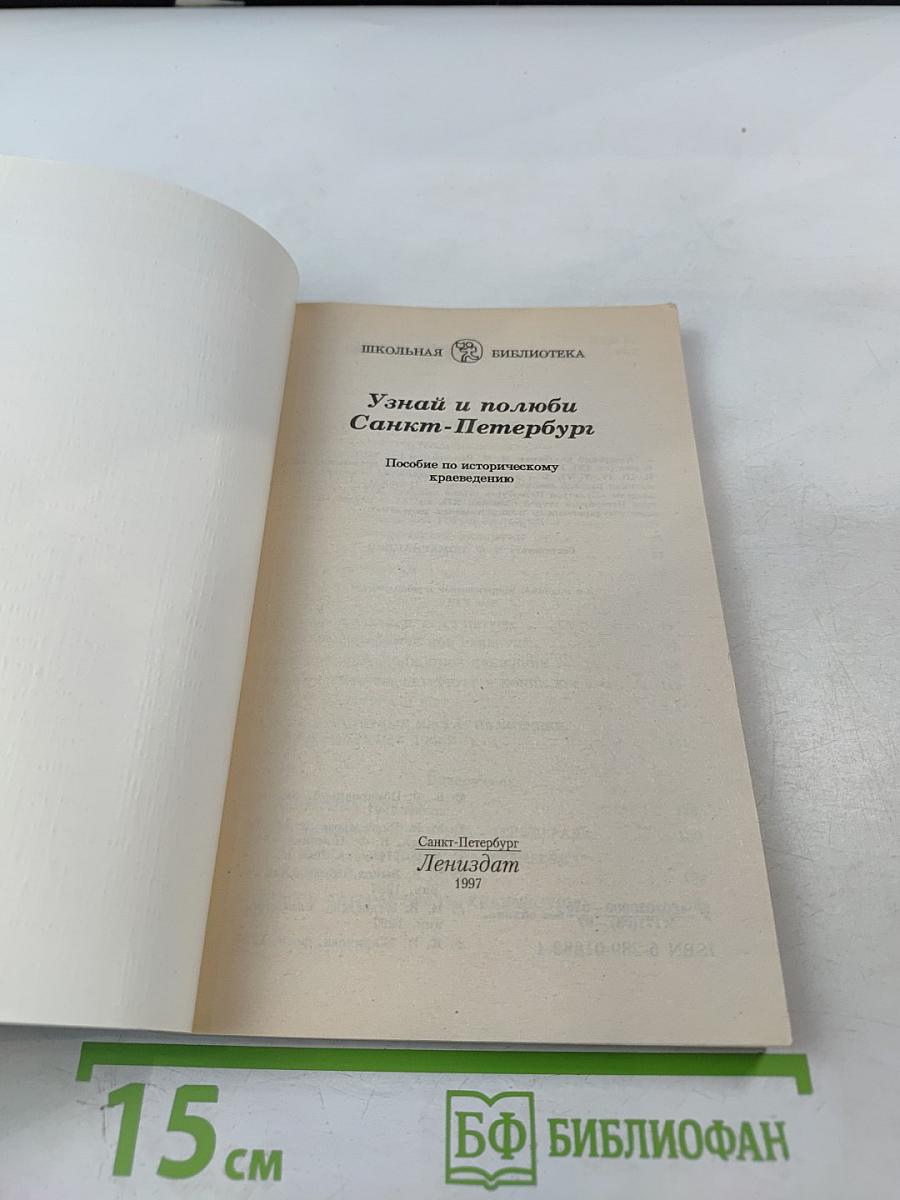 ШКОЛЬНАЯ БИБЛИОТЕКА
Узнай и полюби
Санкт-Петербург
Пособие по историческому
краеведению
Санкт-Петербург
Лениздат
1997
15 см
БФ БИБЛИОФАН